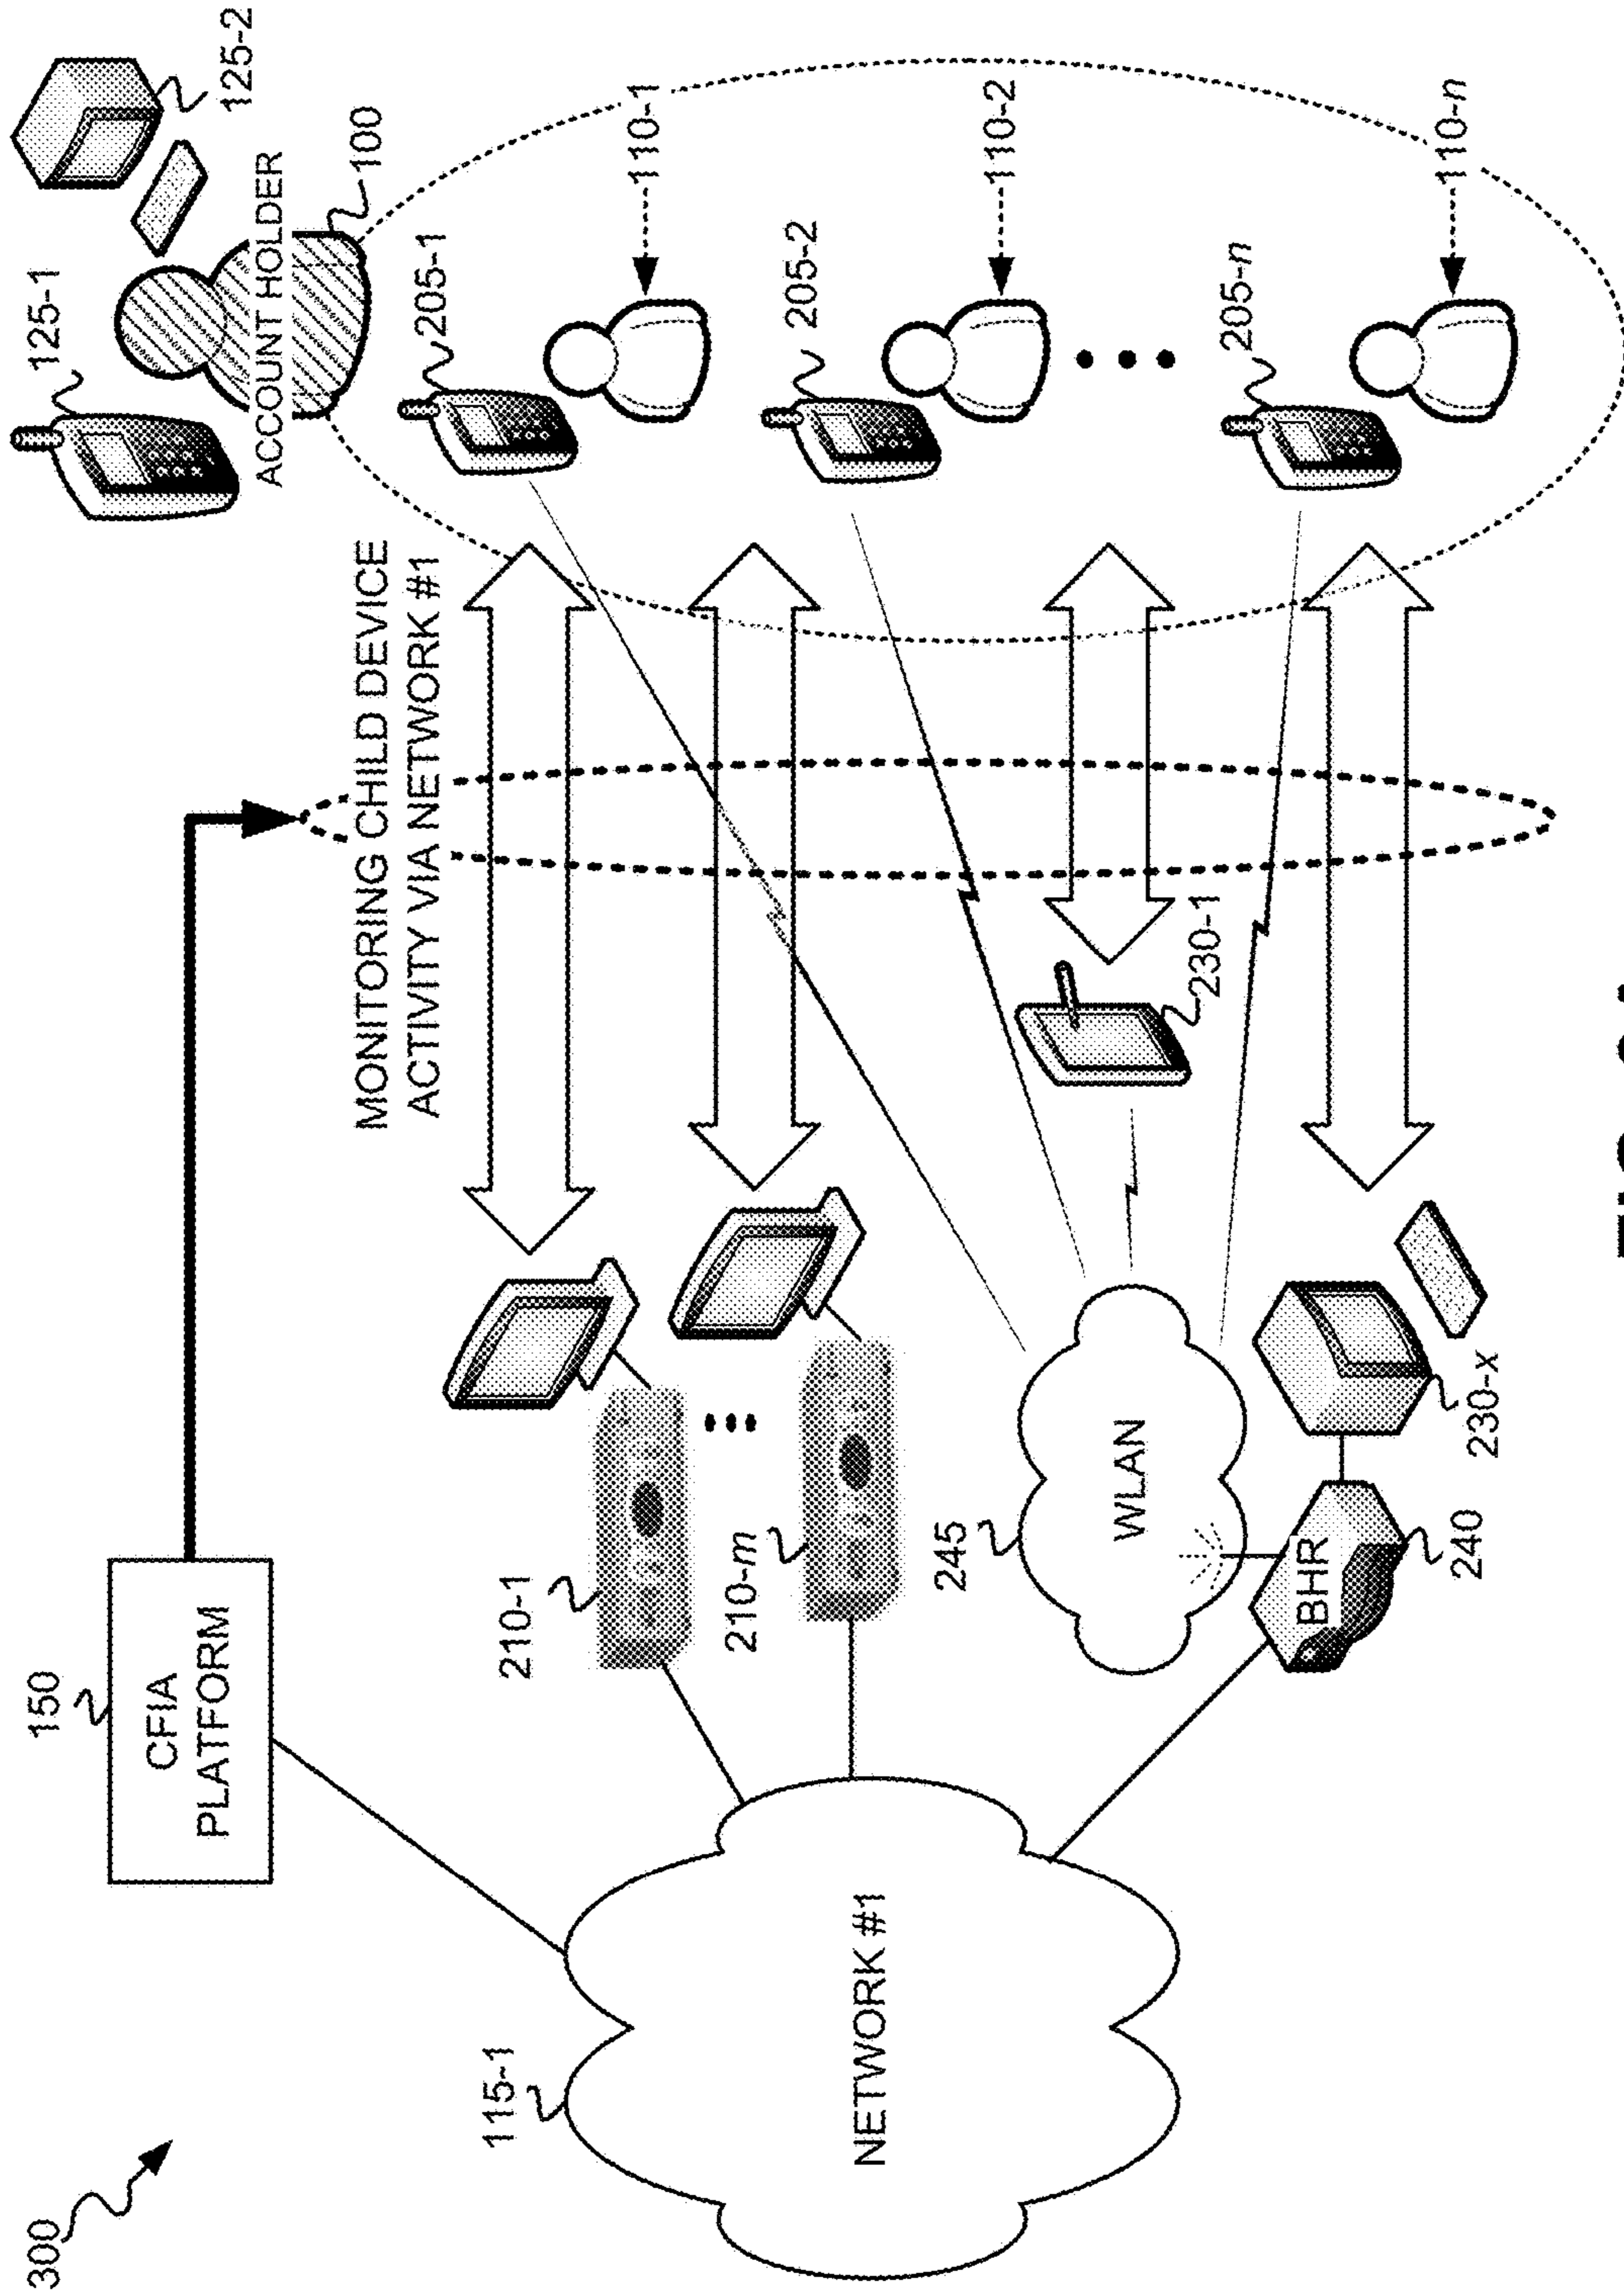 300
150
CFIA
PLATFORM
115-1
NETWORK #1
210-1
210-m
245
WLAN
BHR
240
230-x
230-1
MONITORING CHILD DEVICE
ACTIVITY VIA NETWORK #1
125-1
125-2
ACCOUNT HOLDER
100
205-1
110-1
205-2
110-2
205-n
110-n